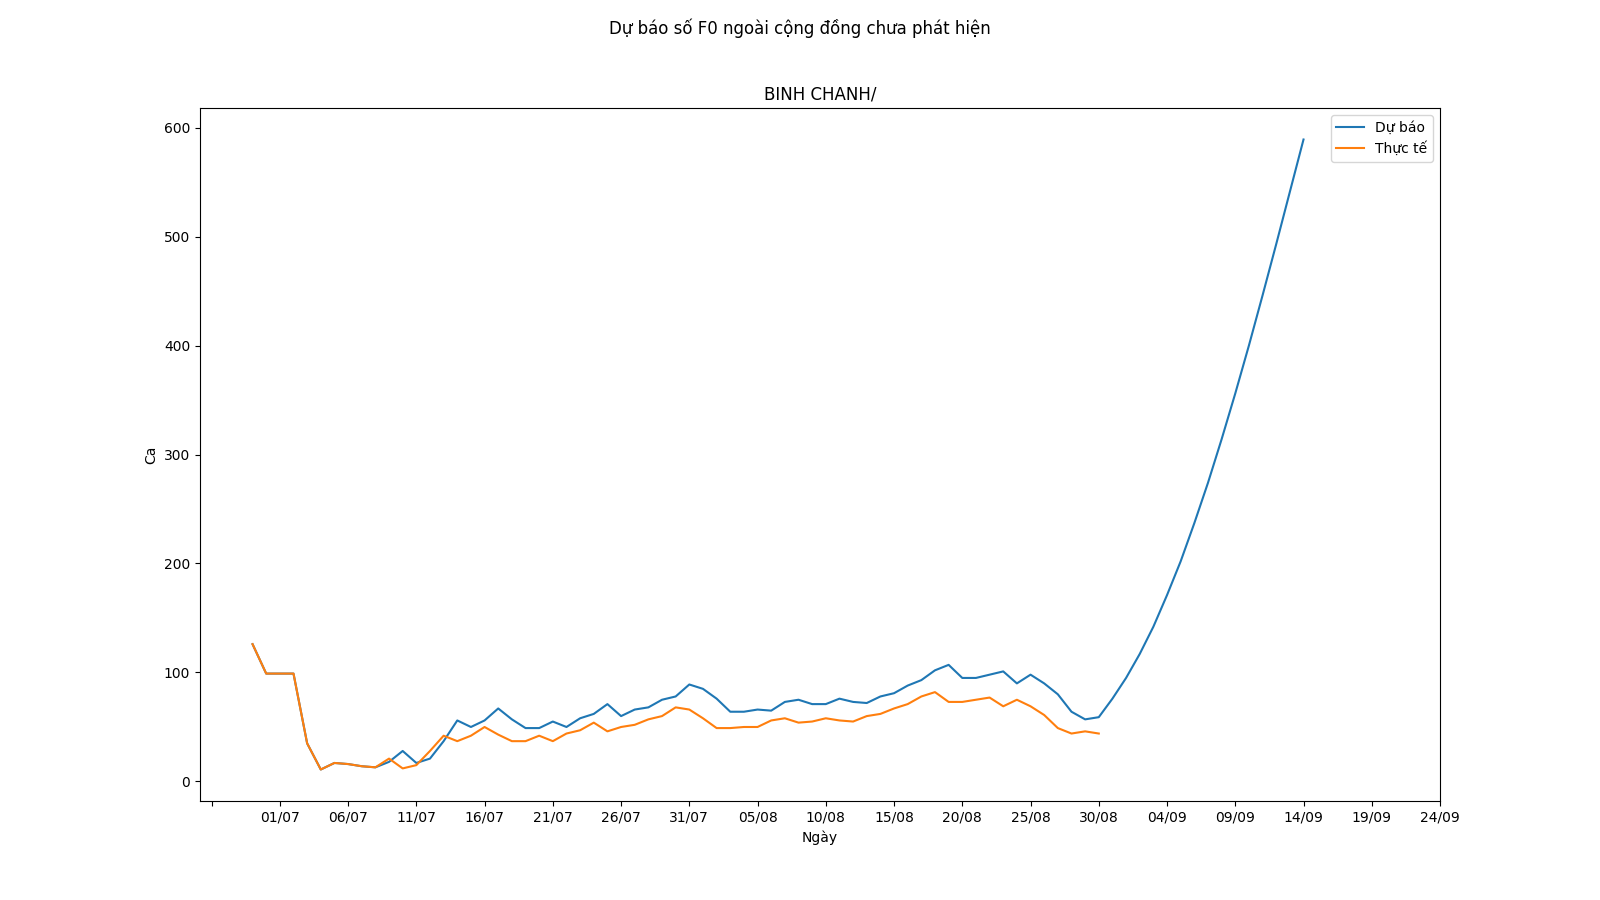 Dự báo số F0 ngoài cộng đồng chưa phát hiện
BINH CHANH/
Dự báo
Thực tế
Ca
600
500
400
300
200
100
0
01/07 06/07 11/07 16/07 21/07 26/07 31/07 05/08 10/08 15/08 20/08 25/08 30/08 04/09 09/09 14/09 19/09 24/09
Ngày